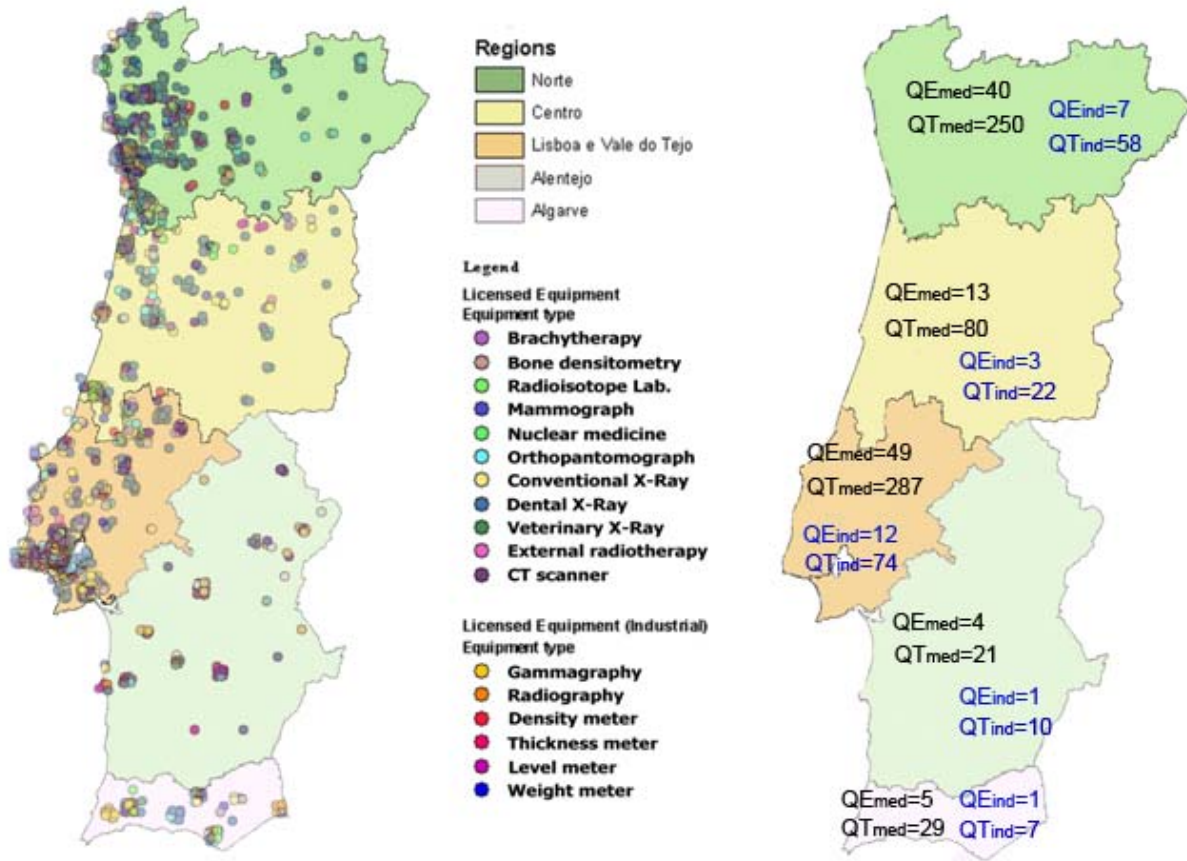 Regions
Norte
Centro
Lisboa e Vale do Tejo
Alentejo
Algarve
Legend
Licensed Equipment
Equipment type
Brachytherapy
Bone densitometry
Radioisotope Lab.
Mammograph
Nuclear medicine
Orthopantomograph
Conventional X-Ray
Dental X-Ray
Veterinary X-Ray
External radiotherapy
CT scanner
Licensed Equipment (Industrial)
Equipment type
Gammagraphy
Radiography
Density meter
Thickness meter
Level meter
Weight meter
QEmed=40
QTmed=250
QEind=7
QTind=58
QEmed=13
QTmed=80
QEind=3
QTind=22
QEmed=49
QTmed=287
QEind=12
QTind=74
QEmed=4
QTmed=21
QEind=1
QTind=10
QEmed=5
QTmed=29
QEind=1
QTind=7